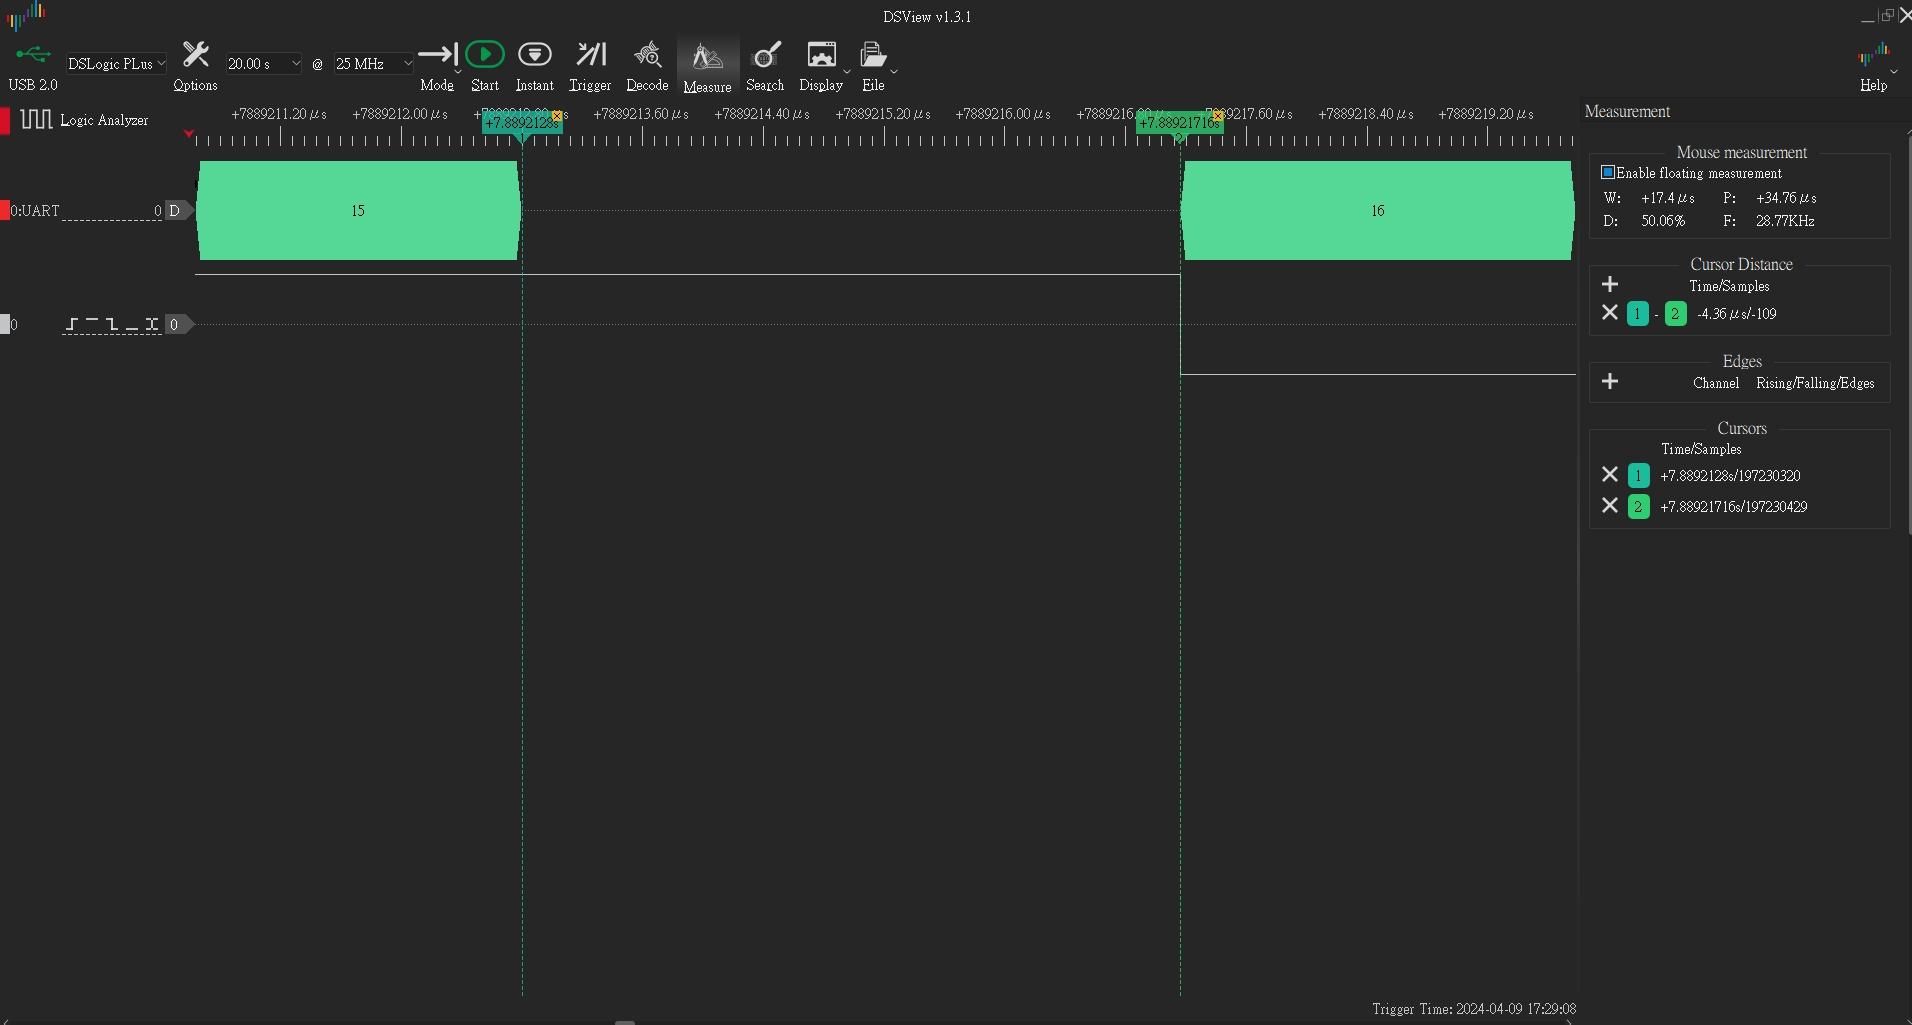 DSView v1.3.1
USB 2.0
DSLogic PLus
Options
20.00 s
@
25 MHz
Mode
Start
Instant
Trigger
Decode
Measure
Search
Display
File
Help
Logic Analyzer
+7889211.20 μs
+7889212.00 μs
+7889213.60 μs
+7889214.40 μs
+7889215.20 μs
+7889216.00 μs
+7889217.60 μs
+7889218.40 μs
+7889219.20 μs
+7.8892128s
+7.88921716s
2
0:UART
0
D
15
16
0
0
Measurement
Mouse measurement
Enable floating measurement
W: +17.4 μs P: +34.76 μs
D: 50.06% F: 28.77KHz
Cursor Distance
Time/Samples
1 - 2 -4.36 μs/-109
Edges
Channel Rising/Falling/Edges
Cursors
Time/Samples
1 +7.8892128s/197230320
2 +7.88921716s/197230429
Trigger Time: 2024-04-09 17:29:08